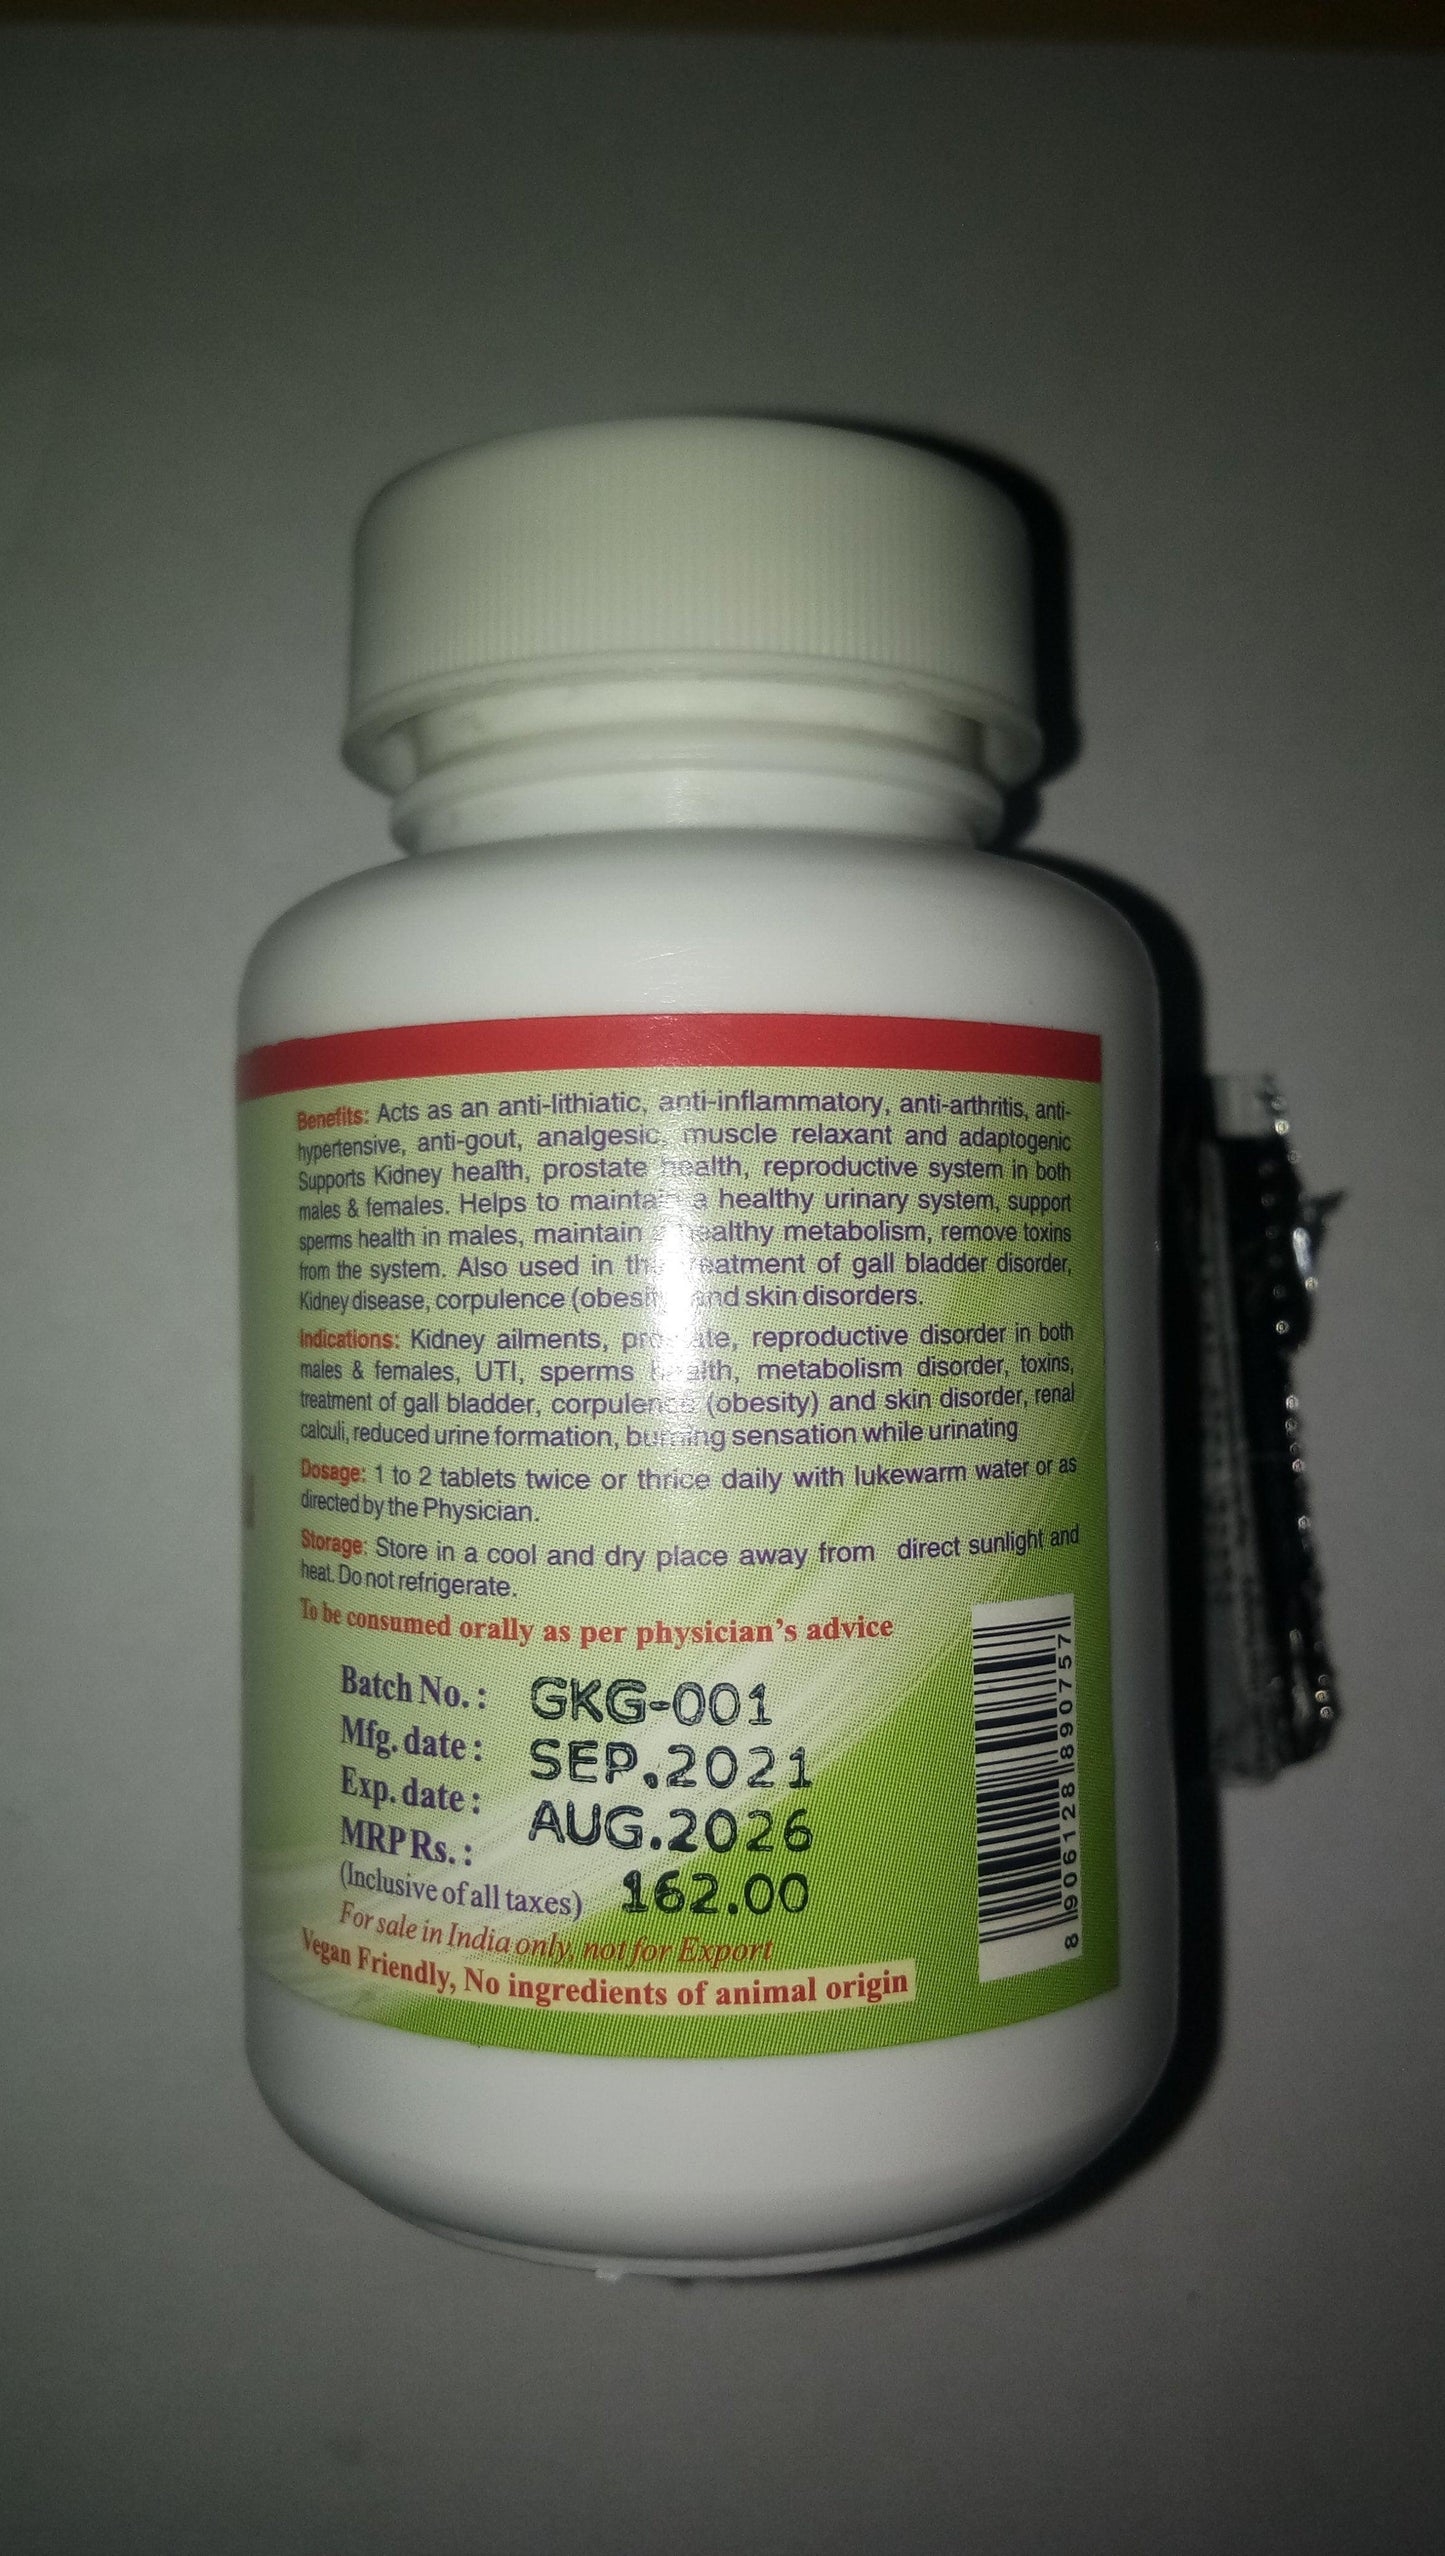 Benefits: Acts as an anti-lithiatic, anti-inflammatory, anti-arthritis, anti-
hypertensive, anti-gout, analgesic, muscle relaxant and adaptogenic
Supports Kidney health, prostate health, reproductive system in both
males & females. Helps to maintain a healthy urinary system, support
sperms health in males, maintain healthy metabolism, remove toxins
from the system. Also used in the treatment of gall bladder disorder,
Kidney disease, corpulence (obesity) and skin disorders.
Indications: Kidney ailments, prostate, reproductive disorder in both
males & females, UTI, sperms health, metabolism disorder, toxins,
treatment of gall bladder, corpulence (obesity) and skin disorder, renal
calculi, reduced urine formation, burning sensation while urinating
Dosage: 1 to 2 tablets twice or thrice daily with lukewarm water or as
directed by the Physician.
Storage: Store in a cool and dry place away from direct sunlight and
heat. Do not refrigerate.
To be consumed orally as per physician's advice
Batch No. : GKG-001
Mfg. date : SEP.2021
Exp. date : AUG.2026
MRP Rs. :
(Inclusive of all taxes) 162.00
For sale in India only, not for Export
Vegan Friendly, No ingredients of animal origin
8 906128 890757